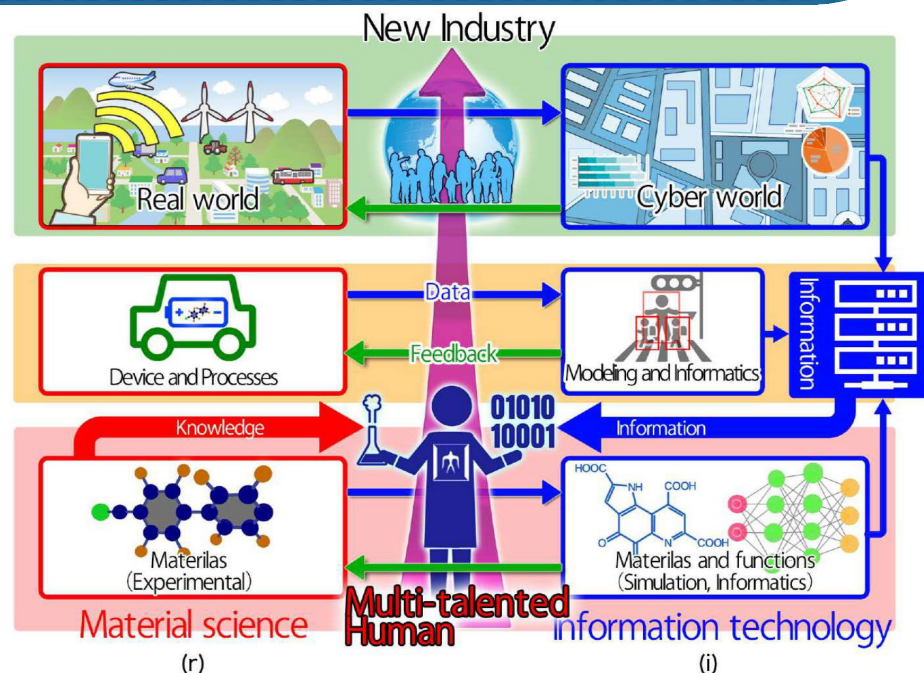 New Industry
Real world
Cyber world
Data
Feedback
Device and Processes
Modeling and Informatics
Information
Knowledge
01010
10001
Information
Materilas
(Experimental)
HOOC
NH
COOH
N
COOH
O
O
Materilas and functions
(Simulation, Informatics)
Multi-talented
Human
Material science
Information technology
(r)
(i)